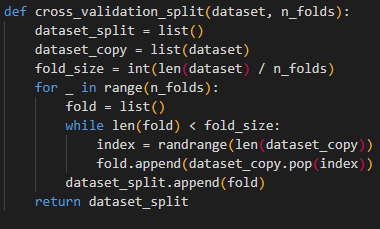 def cross_validation_split(dataset, n_folds):
    dataset_split = list()
    dataset_copy = list(dataset)
    fold_size = int(len(dataset) / n_folds)
    for _ in range(n_folds):
        fold = list()
        while len(fold) < fold_size:
            index = randrange(len(dataset_copy))
            fold.append(dataset_copy.pop(index))
        dataset_split.append(fold)
    return dataset_split